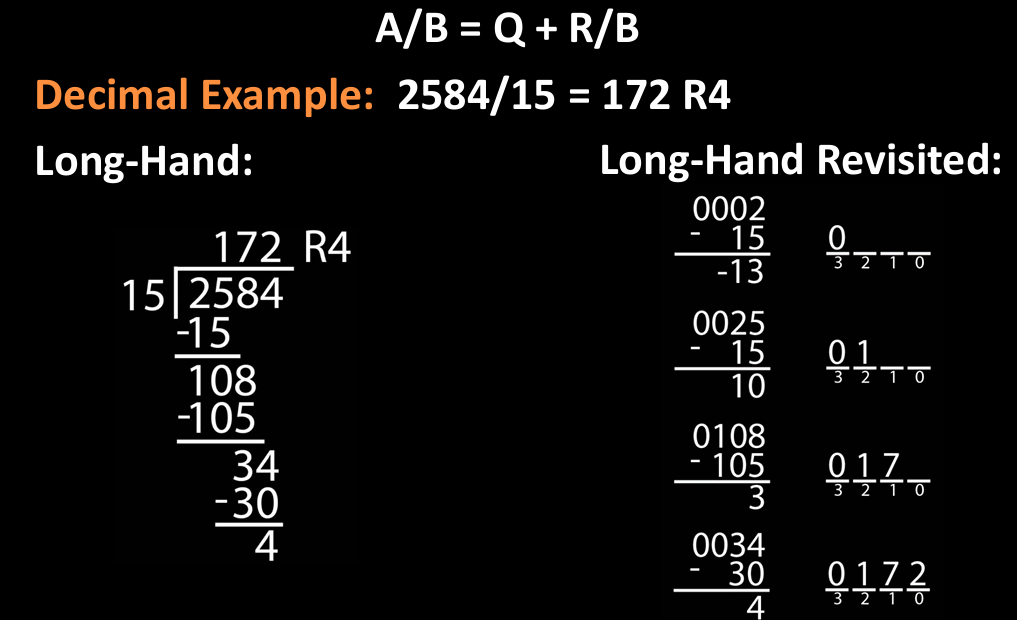 A/B = Q + R/B
Decimal Example: 2584/15 = 172 R4
Long-Hand:
172 R4
15 2584
-15
108
-105
34
-30
4
Long-Hand Revisited:
0002
- 15
-13
0
3 2 1 0
0025
- 15
10
0 1
3 2 1 0
0108
- 105
3
0 1 7
3 2 1 0
0034
- 30
4
0 1 7 2
3 2 1 0